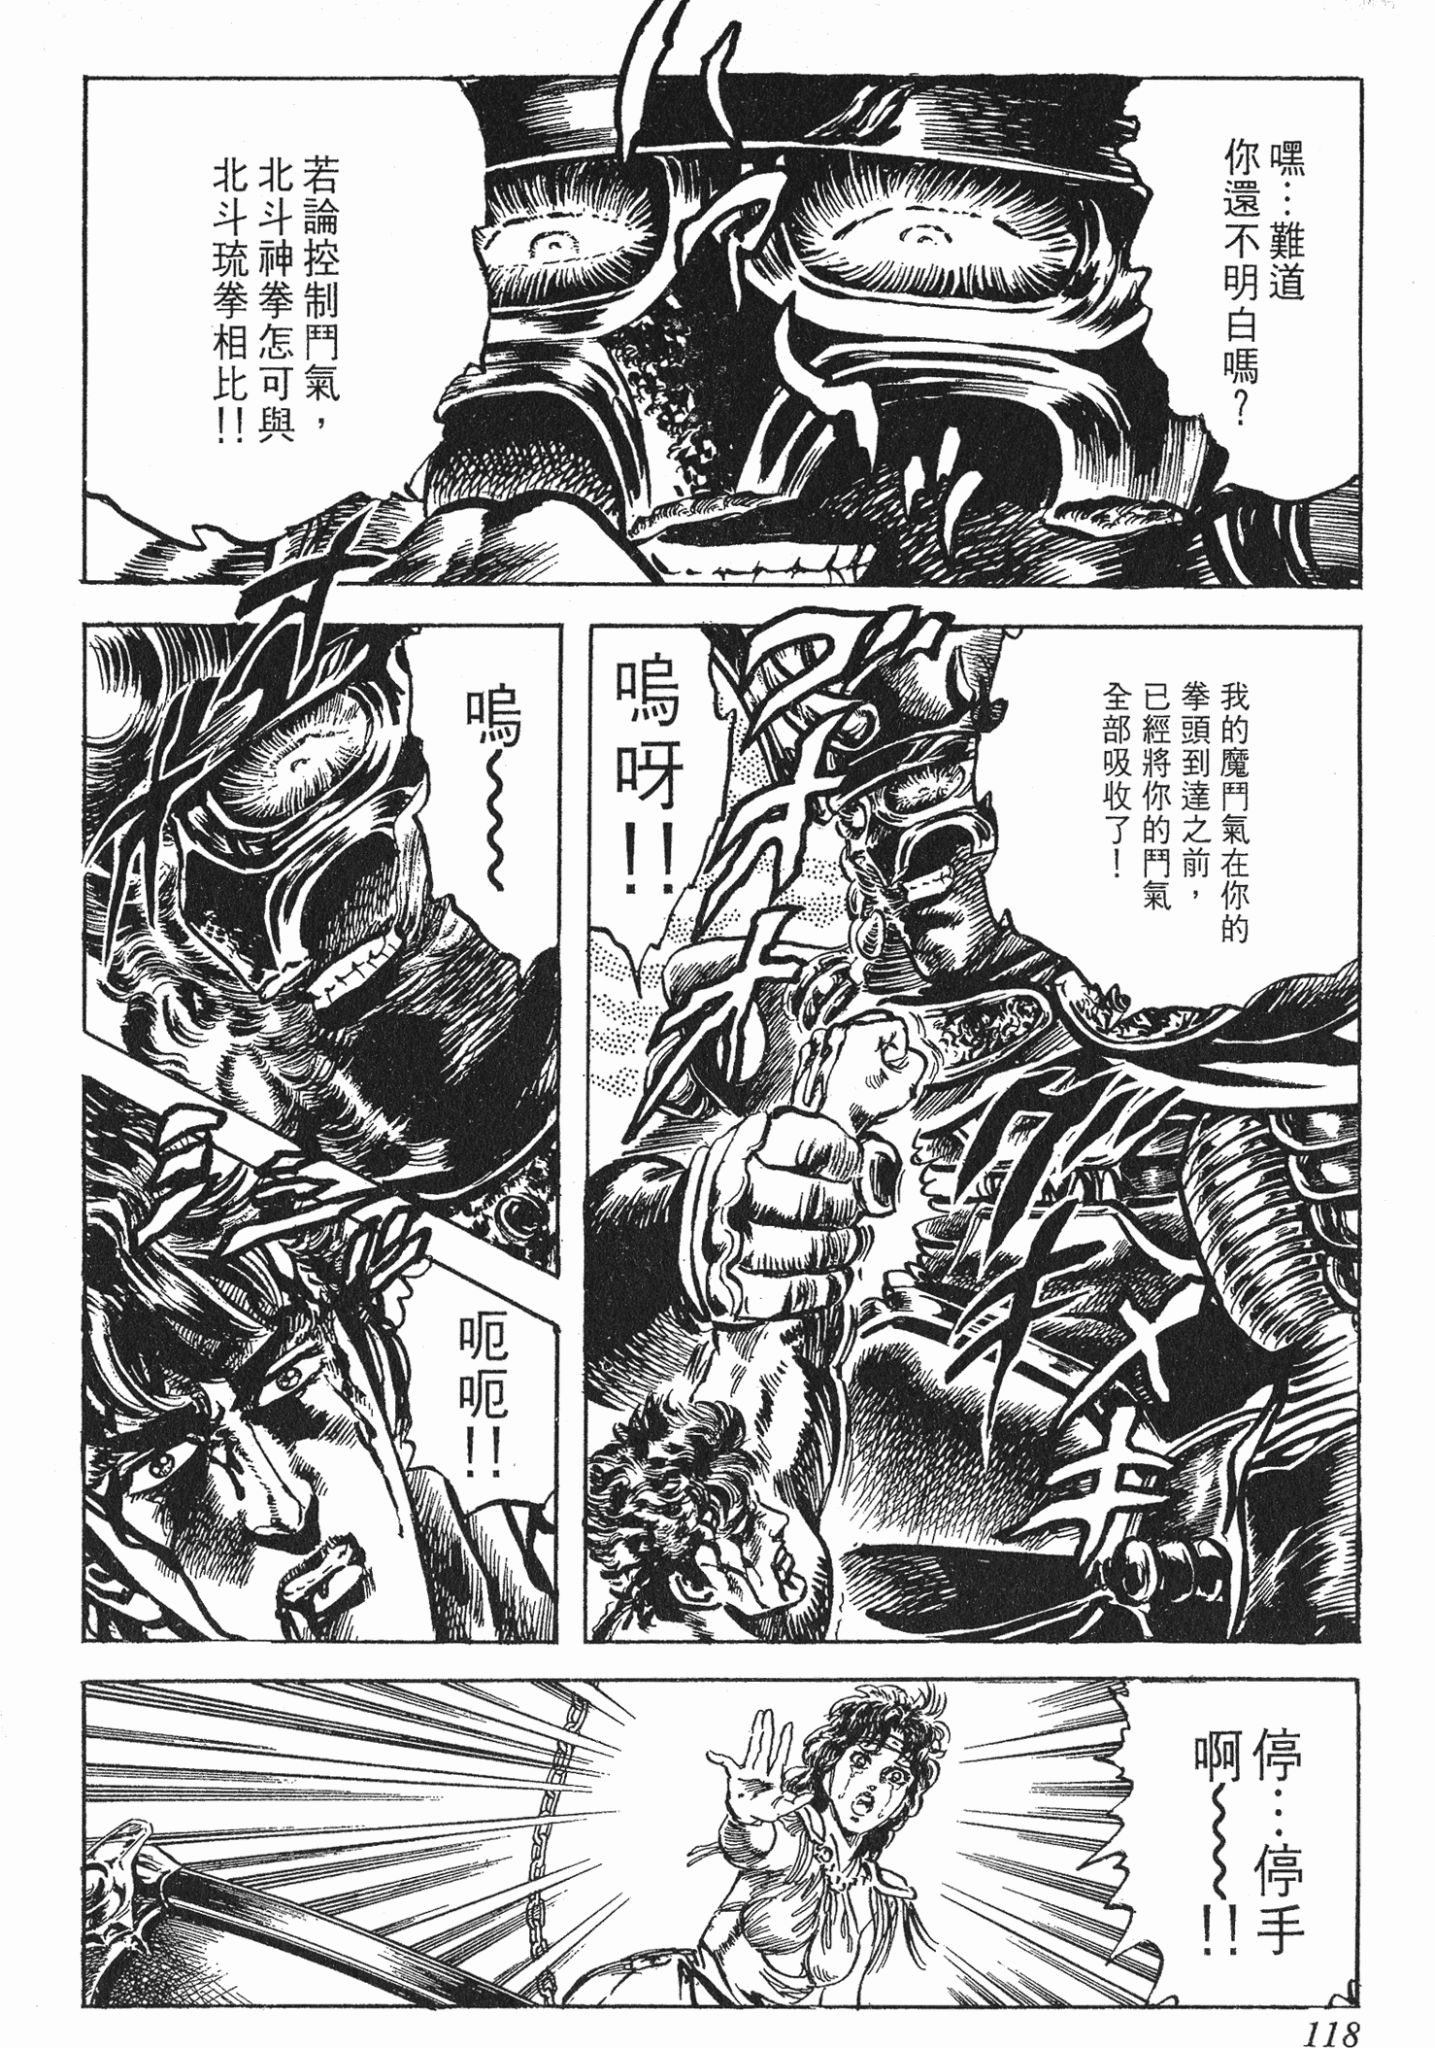 嘿…難道
你還不明白嗎?
若論控制鬥氣，
北斗神拳怎可與
北斗琉拳相比!!
我的魔鬥氣在你的
拳頭到達之前，
已經將你的鬥氣
全部吸收了!
嗚呀!!
嗚~~~
呃呃!!
停…停手
啊~~~!!
118